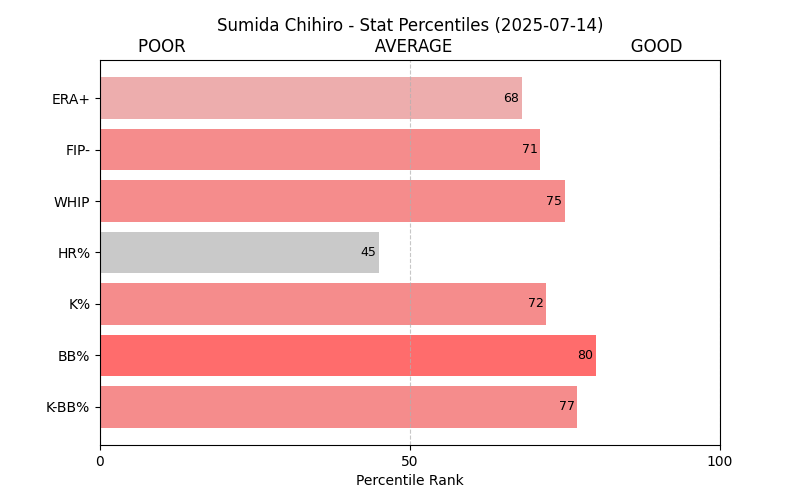 Sumida Chihiro - Stat Percentiles (2025-07-14)
POOR AVERAGE GOOD
ERA+ 68
FIP- 71
WHIP 75
HR% 45
K% 72
BB% 80
K-BB% 77
0 50 100
Percentile Rank